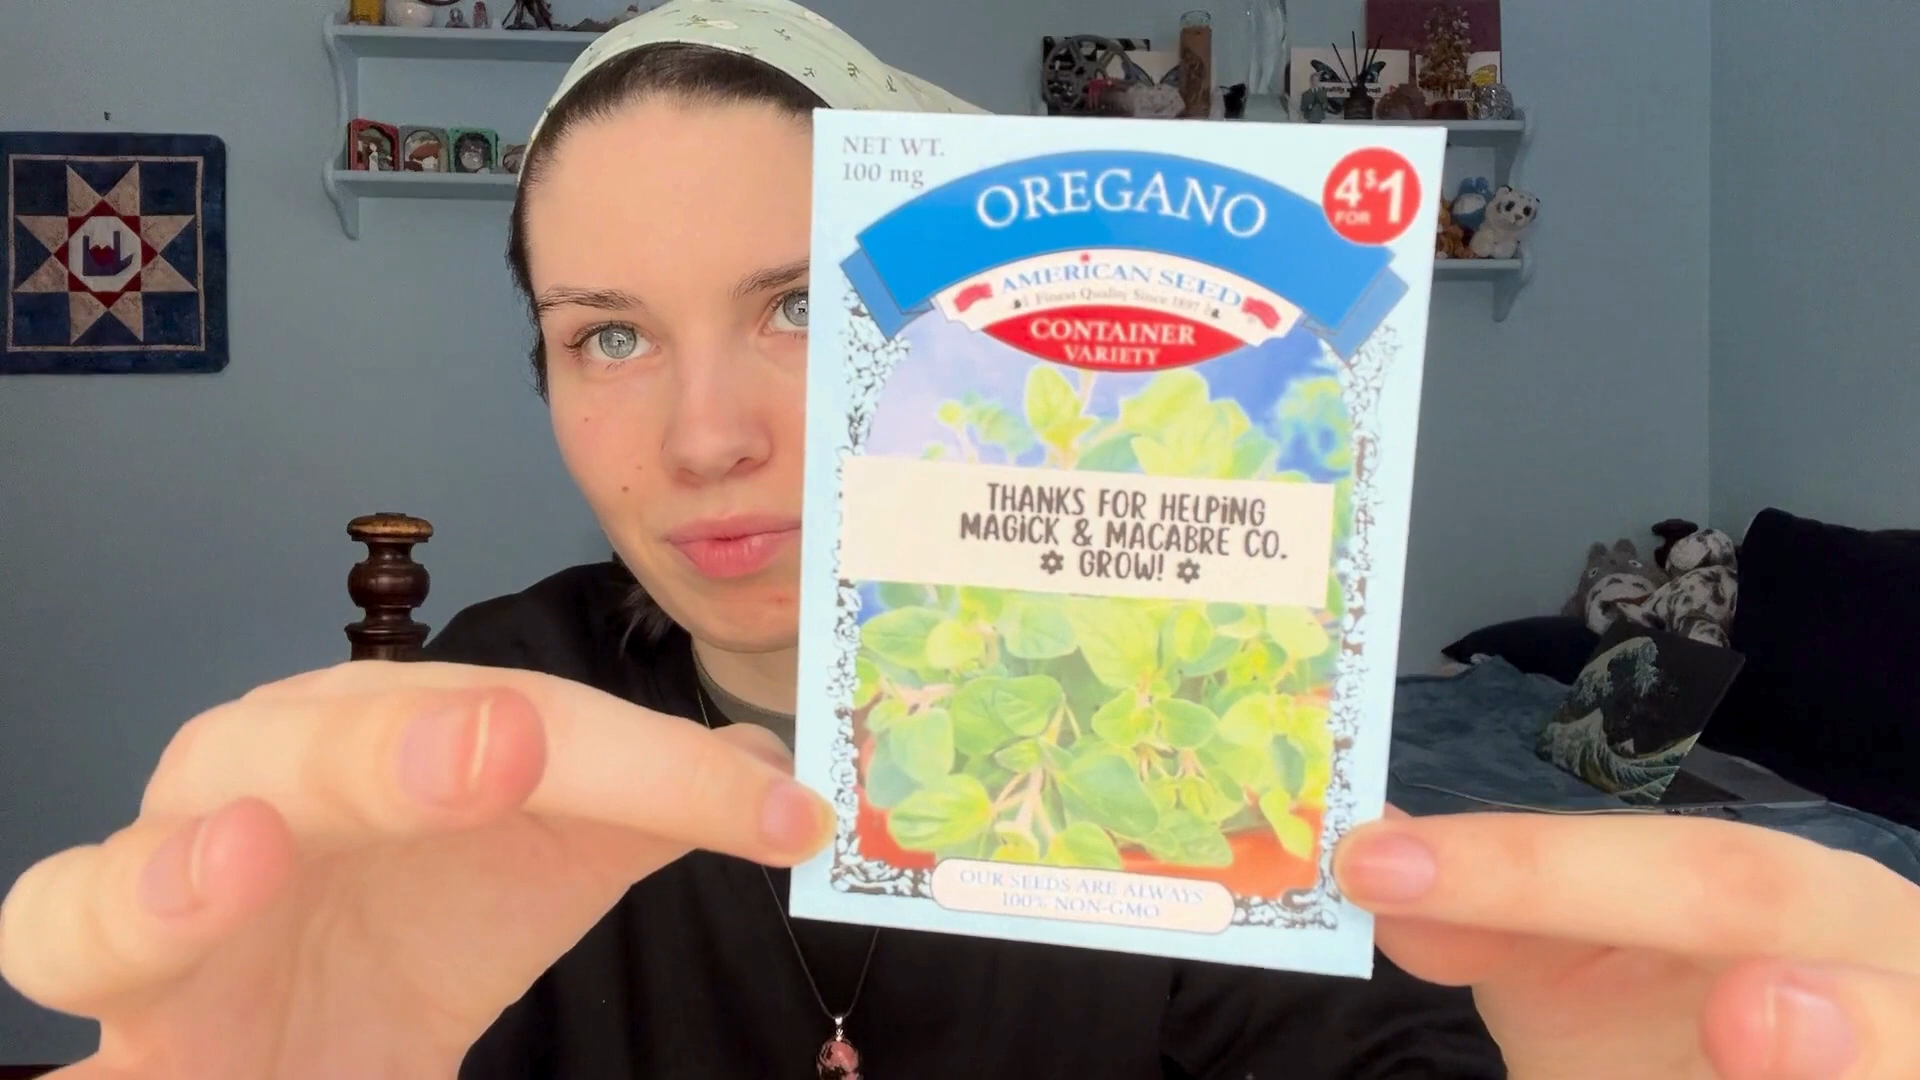 NET WT.
100 mg
OREGANO
4 FOR $1
AMERICAN SEED
Finest Quality Since 1897
CONTAINER
VARIETY
THANKS FOR HELPING
MAGICK & MACABRE CO.
GROW!
OUR SEEDS ARE ALWAYS
100% NON-GMO